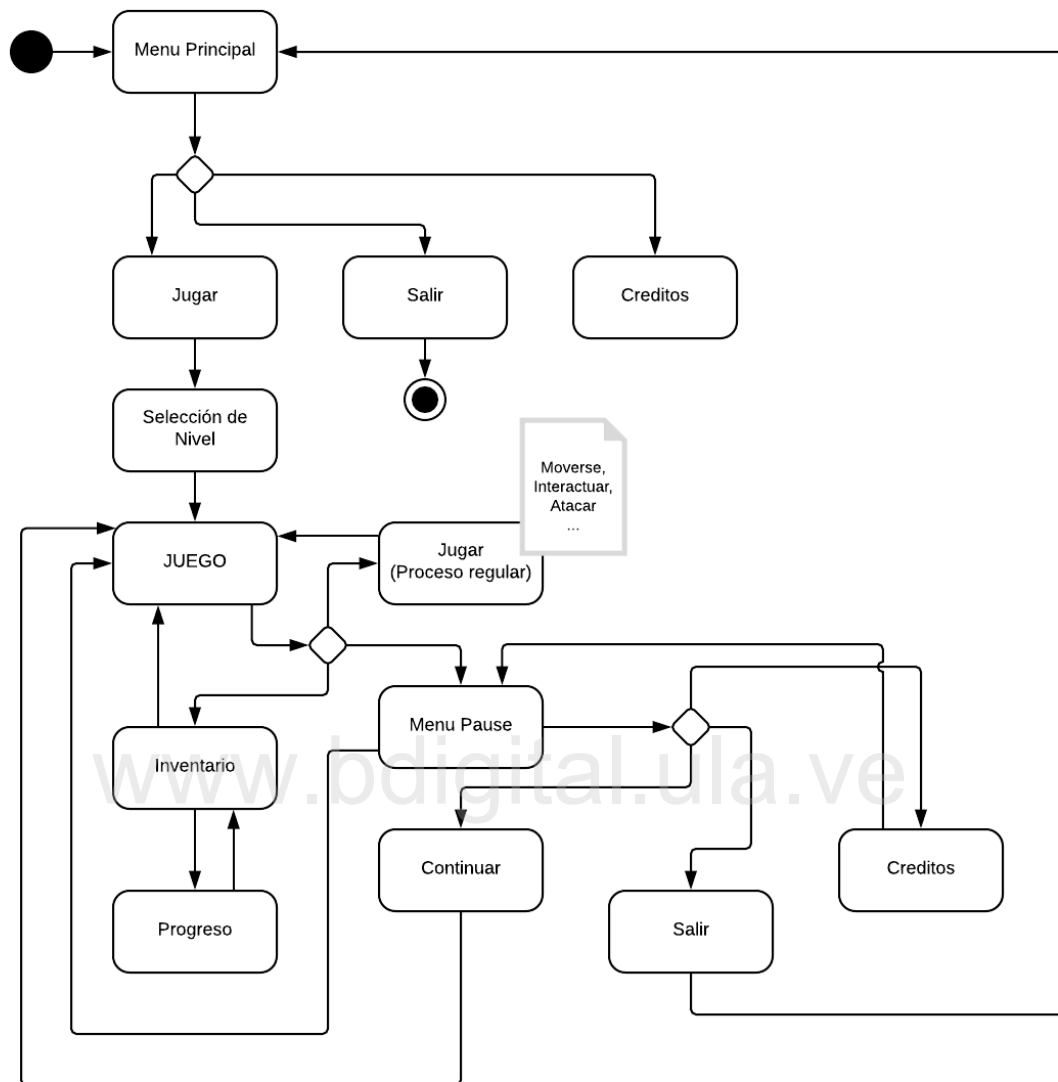 Menu Principal
Jugar
Salir
Creditos
Selección de
Nivel
Moverse,
Interactuar,
Atacar
...
JUEGO
Jugar
(Proceso regular)
Menu Pause
Inventario
www.bdigital.ula.ve
Continuar
Creditos
Progreso
Salir